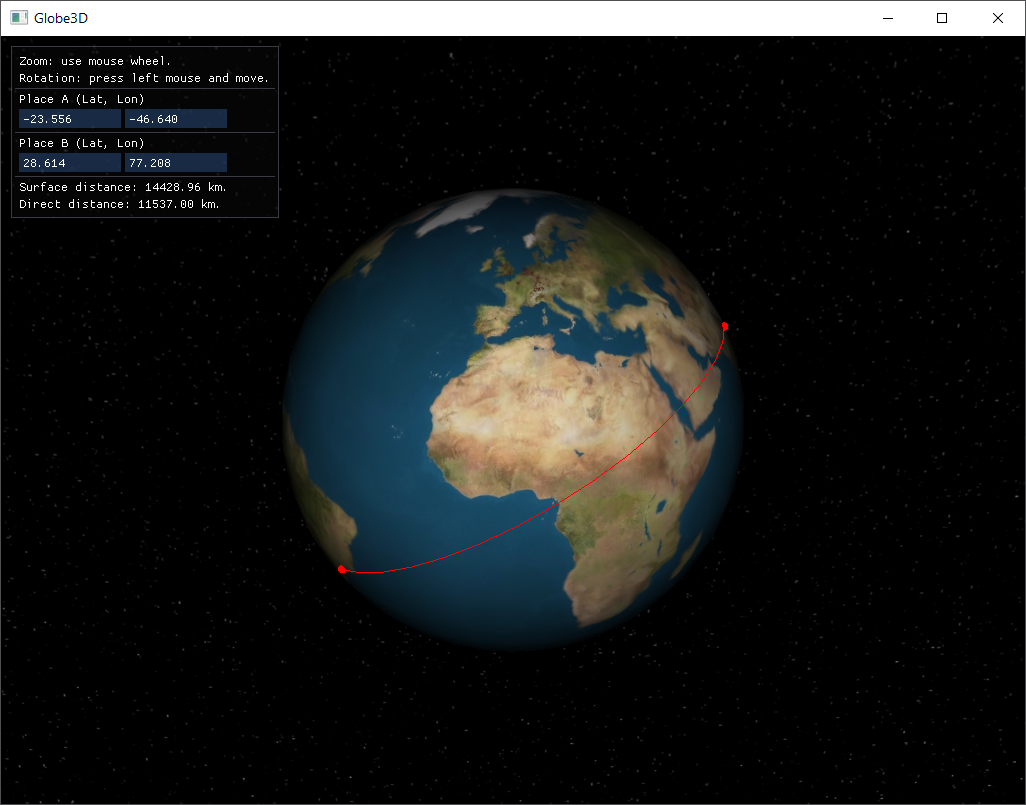 Globe3D
Zoom: use mouse wheel.
Rotation: press left mouse and move.
Place A (Lat, Lon)
-23.556 -46.640
Place B (Lat, Lon)
28.614 77.208
Surface distance: 14428.96 km.
Direct distance: 11537.00 km.